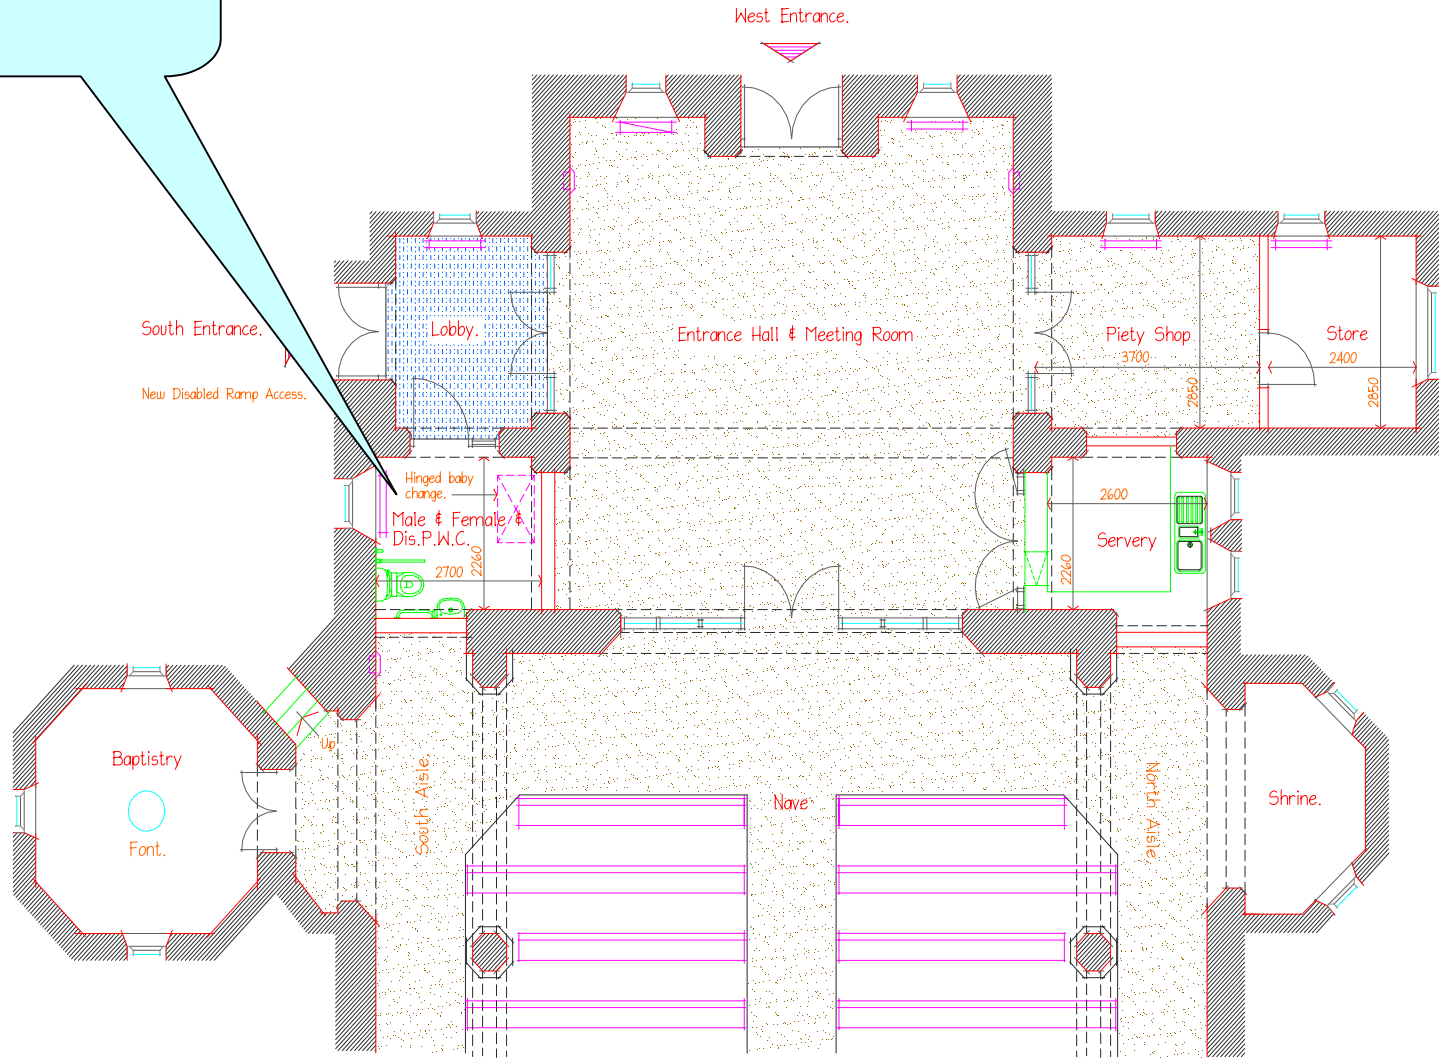 West Entrance.
South Entrance.
Lobby.
Entrance Hall & Meeting Room
Piety Shop
3700
2850
Store
2400
2850
New Disabled Ramp Access.
Hinged baby
change.
Male & Female &
Dis.P.W.C.
2260
2700
2600
Servery
2260
Up
Baptistry
Font.
South Aisle.
Nave
North Aisle.
Shrine.